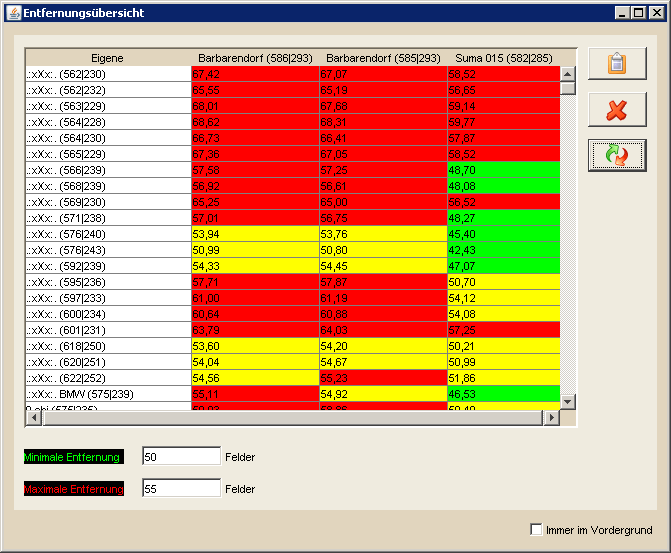 Entfernungsübersicht
Eigene Barbarendorf (586|293) Barbarendorf (585|293) Suma 015 (582|285)
.:xXx:. (562|230) 67,42 67,07 58,52
.:xXx:. (562|232) 65,55 65,19 56,65
.:xXx:. (563|229) 68,01 67,68 59,14
.:xXx:. (564|228) 68,62 68,31 59,77
.:xXx:. (564|230) 66,73 66,41 57,87
.:xXx:. (565|229) 67,36 67,05 58,52
.:xXx:. (566|239) 57,58 57,25 48,70
.:xXx:. (568|239) 56,92 56,61 48,08
.:xXx:. (569|230) 65,25 65,00 56,52
.:xXx:. (571|238) 57,01 56,75 48,27
.:xXx:. (576|240) 53,94 53,76 45,40
.:xXx:. (576|243) 50,99 50,80 42,43
.:xXx:. (592|239) 54,33 54,45 47,07
.:xXx:. (595|236) 57,71 57,87 50,70
.:xXx:. (597|233) 61,00 61,19 54,12
.:xXx:. (600|234) 60,64 60,88 54,08
.:xXx:. (601|231) 63,79 64,03 57,25
.:xXx:. (618|250) 53,60 54,20 50,21
.:xXx:. (620|251) 54,04 54,67 50,99
.:xXx:. (622|252) 54,56 55,23 51,86
.:xXx:. BMW (575|239) 55,11 54,92 46,53
(575|235) 59,03 58,86 50,49
Minimale Entfernung 50 Felder
Maximale Entfernung 55 Felder
Immer im Vordergrund